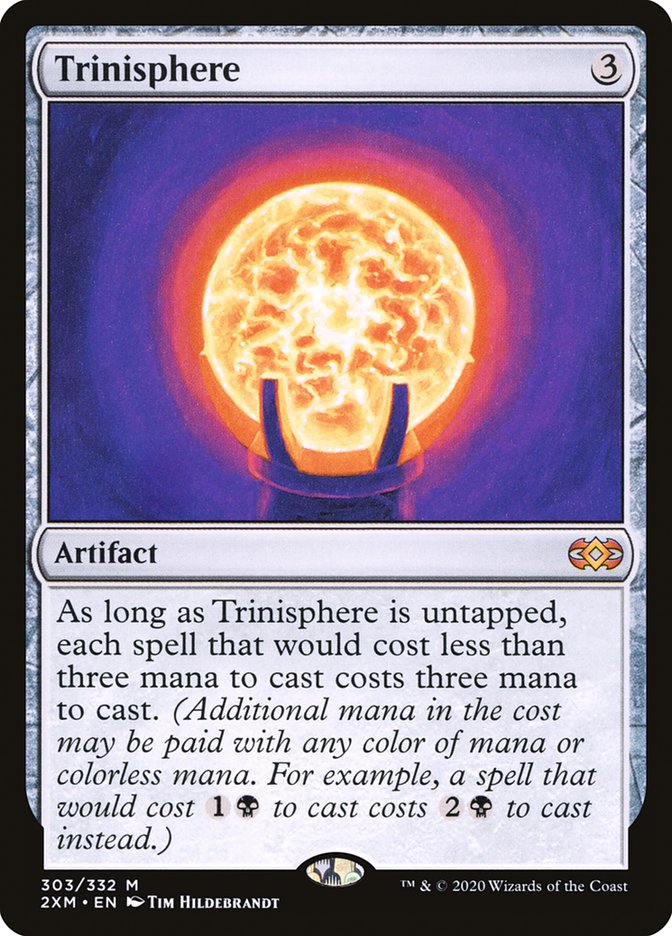 Trinisphere 3
Artifact
As long as Trinisphere is untapped,
each spell that would cost less than
three mana to cast costs three mana
to cast. (Additional mana in the cost
may be paid with any color of mana or
colorless mana. For example, a spell that
would cost 1 to cast costs 2 to cast
instead.)
303/332 M
2XM • EN Tim Hildebrandt
™ & © 2020 Wizards of the Coast